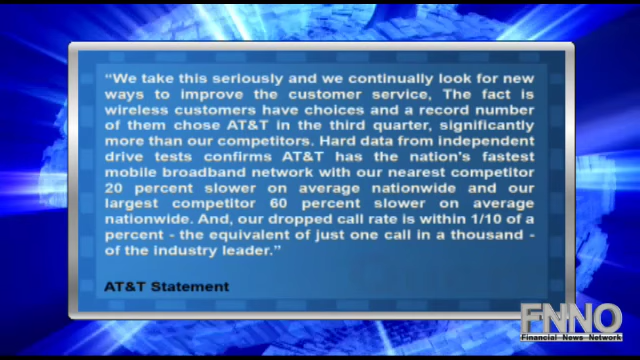 “We take this seriously and we continually look for new
ways to improve the customer service, The fact is
wireless customers have choices and a record number
of them chose AT&T in the third quarter, significantly
more than our competitors. Hard data from independent
drive tests confirms AT&T has the nation's fastest
mobile broadband network with our nearest competitor
20 percent slower on average nationwide and our
largest competitor 60 percent slower on average
nationwide. And, our dropped call rate is within 1/10 of a
percent - the equivalent of just one call in a thousand -
of the industry leader.”
AT&T Statement
FNNO
Financial News Network